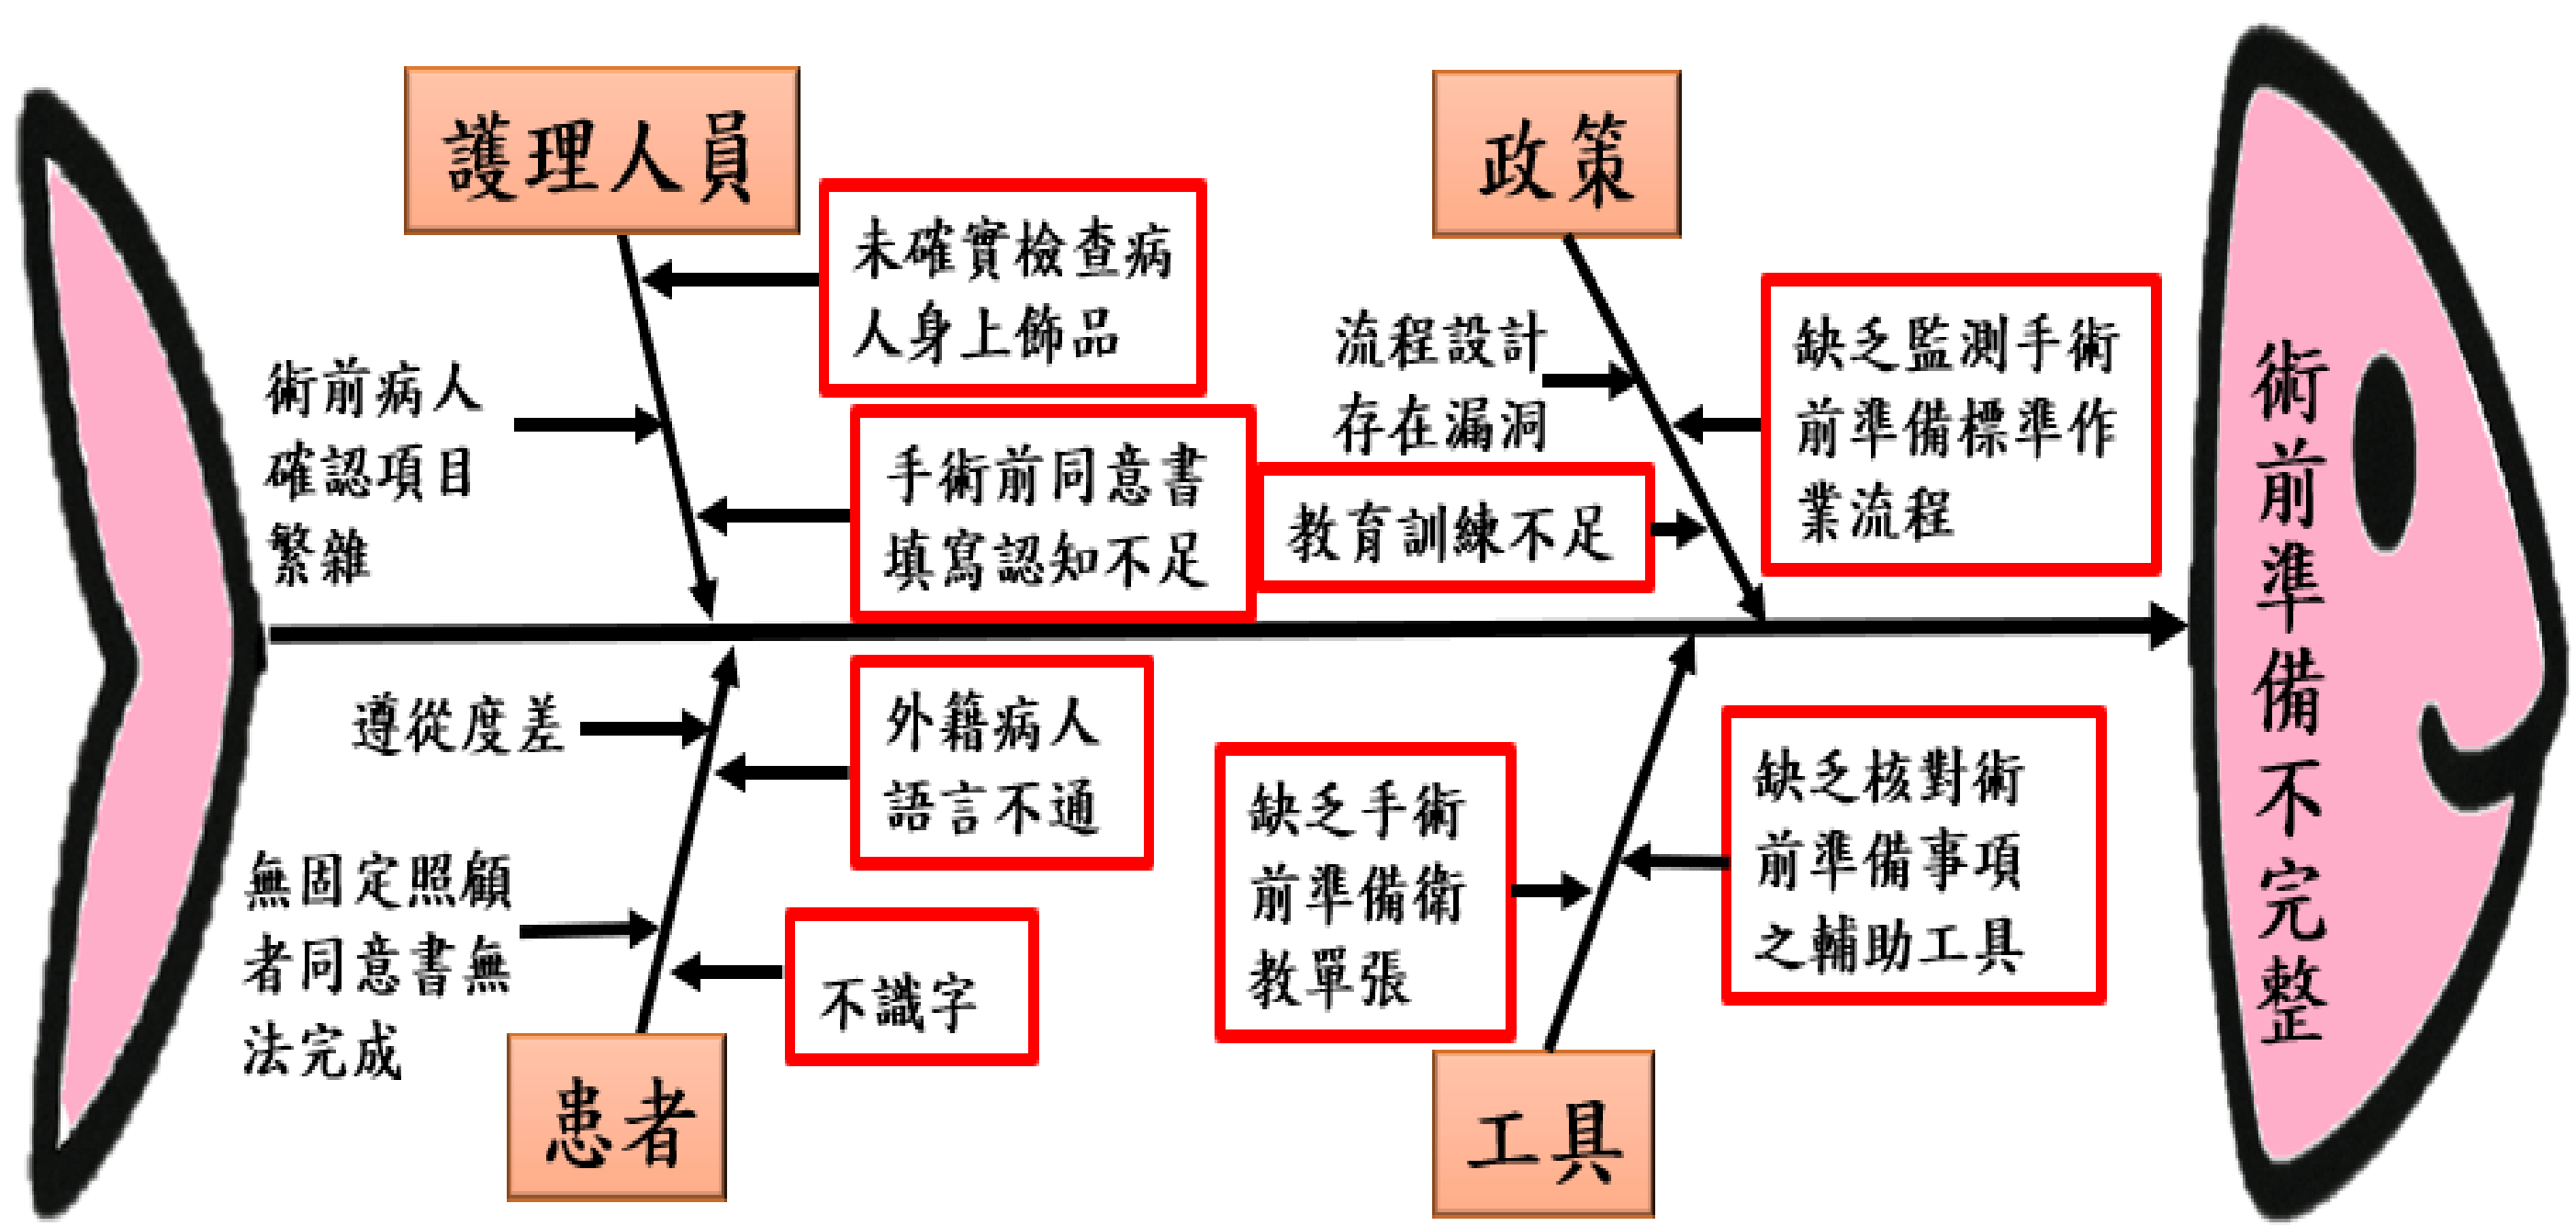 護理人員
未確實檢查病
人身上飾品
術前病人
確認項目
繁雜
手術前同意書
填寫認知不足
政策
流程設計
存在漏洞
缺乏監測手術
前準備標準作
業流程
教育訓練不足
遵從度差
外籍病人
語言不通
無固定照顧
者同意書無
法完成
不識字
患者
缺乏手術
前準備衛
教單張
缺乏核對術
前準備事項
之輔助工具
工具
術前準備不完整